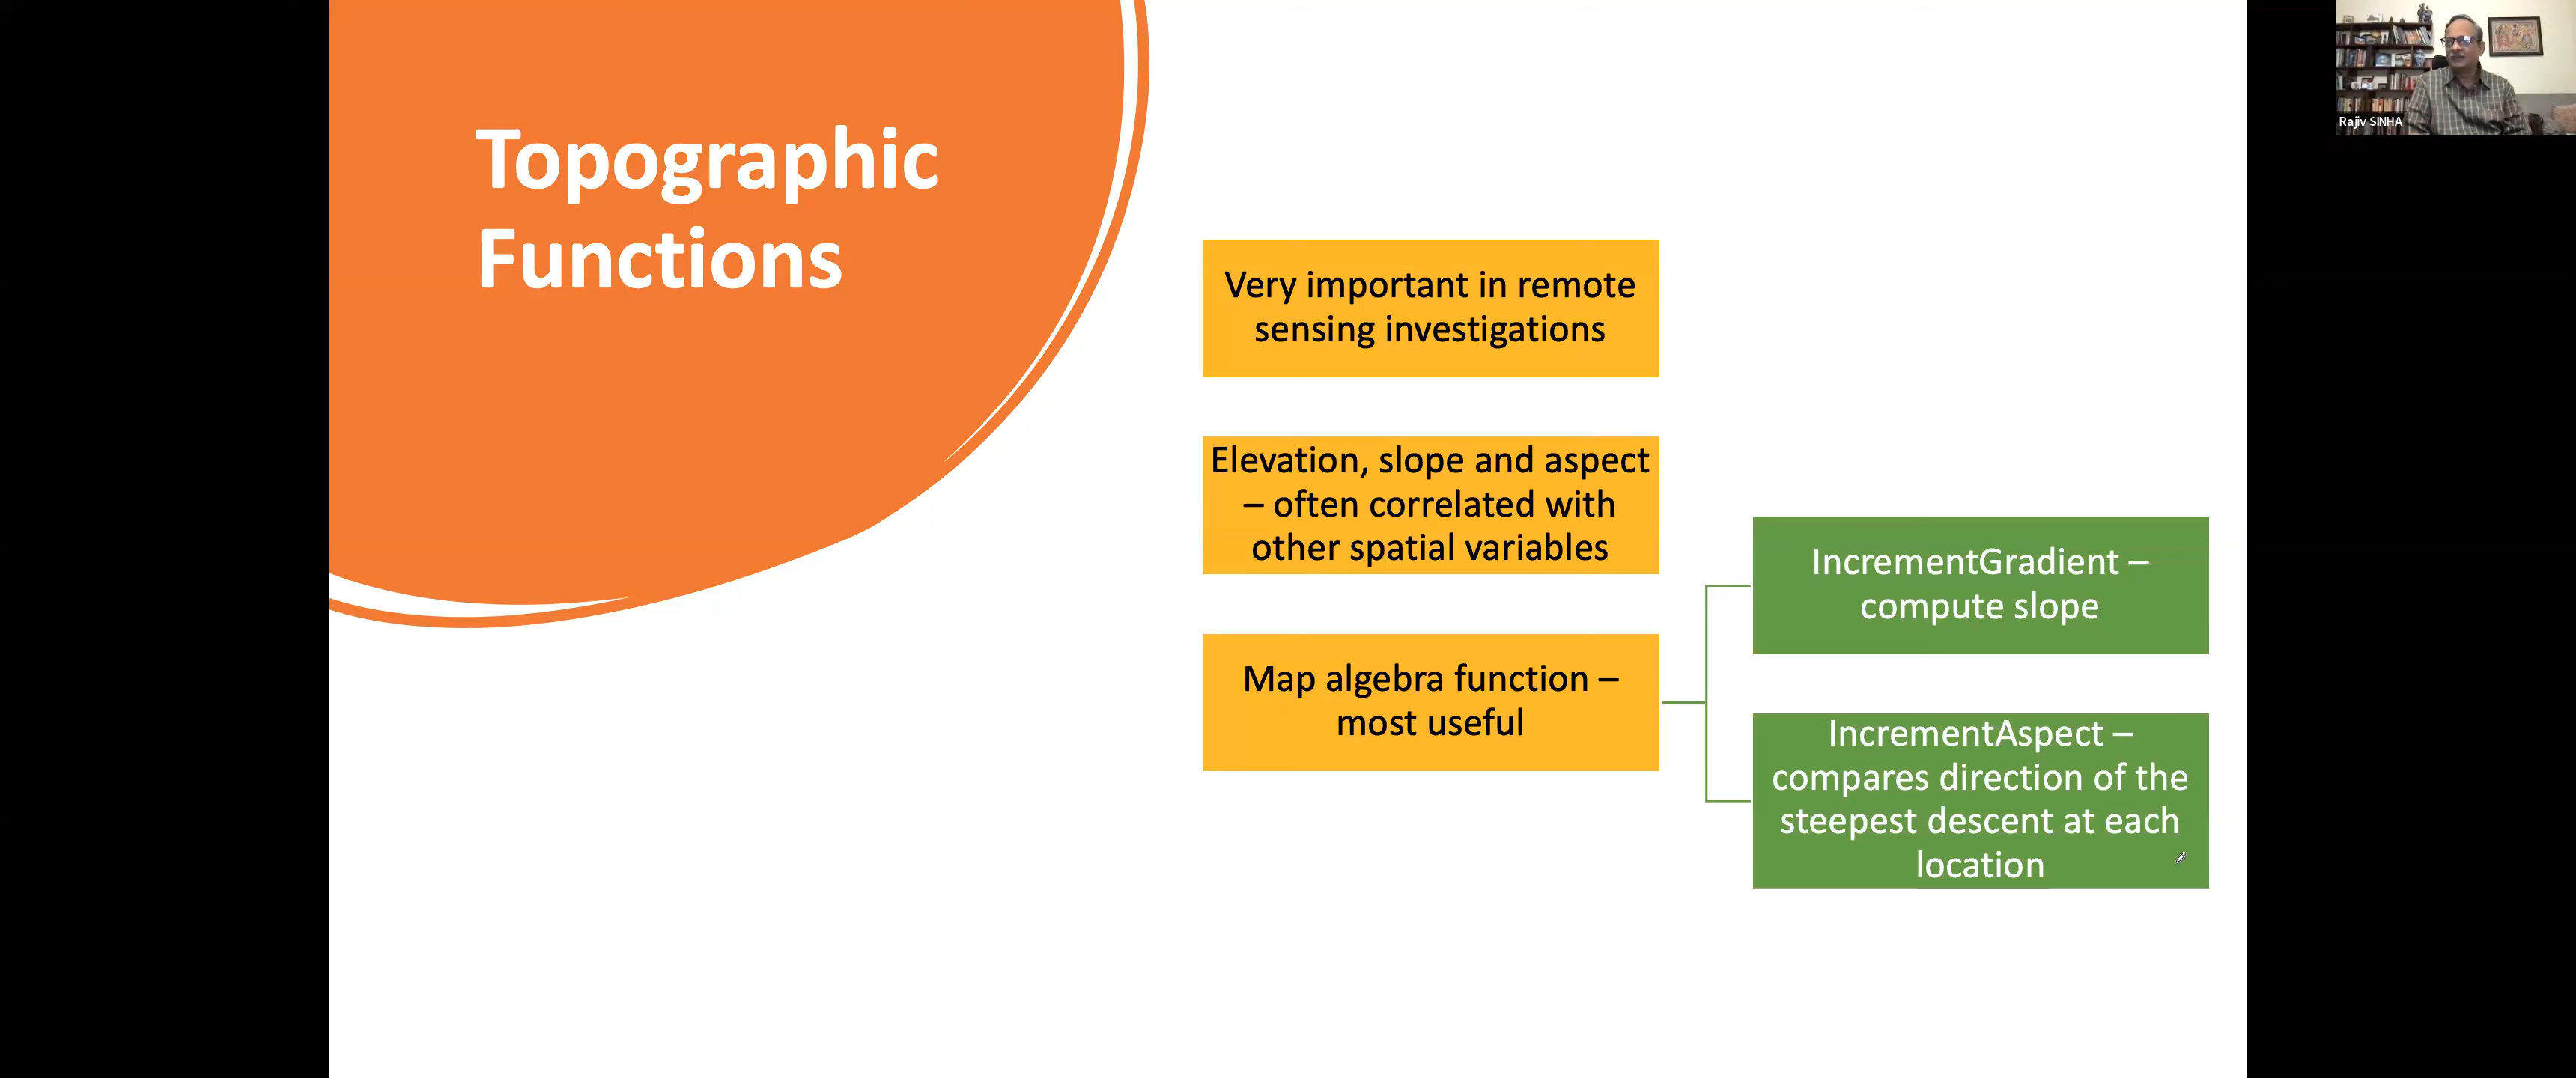 Topographic
Functions
Very important in remote
sensing investigations
Elevation, slope and aspect
– often correlated with
other spatial variables
Map algebra function –
most useful
IncrementGradient –
compute slope
IncrementAspect –
compares direction of the
steepest descent at each
location
Rajiv SINHA